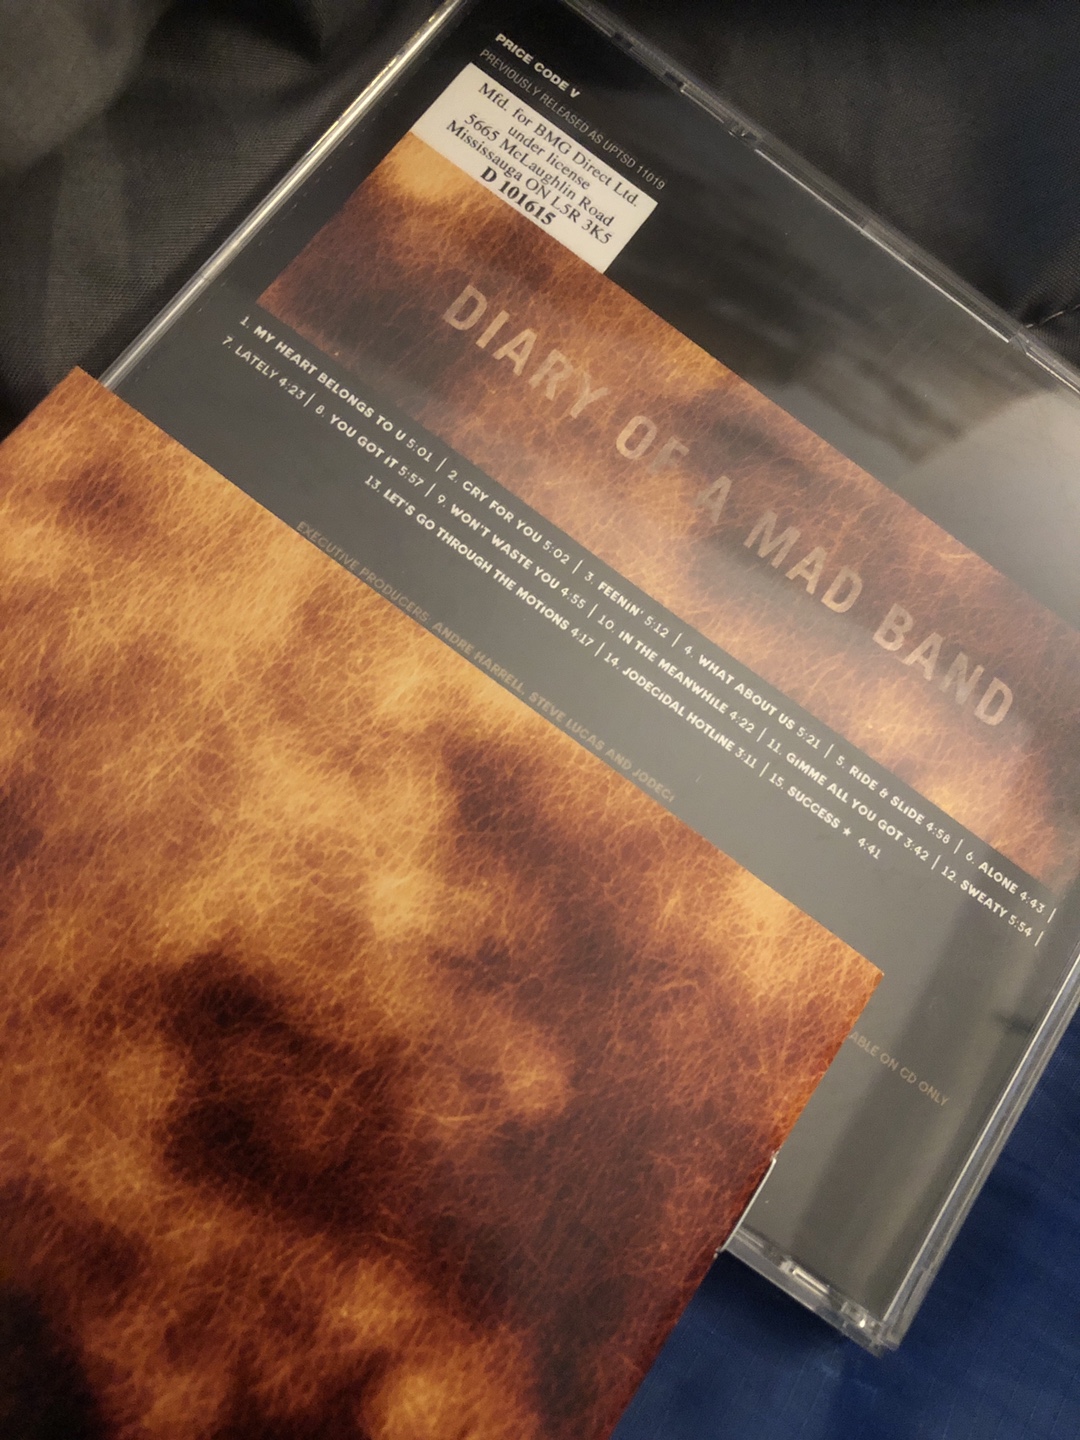 PRICE CODE V
PREVIOUSLY RELEASED AS UPTSD 11019
Mfd. for BMG Direct Ltd.
under license
5665 McLaughlin Road
Mississauga ON L5R 3K5
D 101615
DIARY OF A MAD BAND
1. MY HEART BELONGS TO U 5:01 | 2. CRY FOR YOU 5:02 | 3. FEENIN' 5:12 | 4. WHAT ABOUT US 5:21 | 5. RIDE & SLIDE 4:58 | 6. ALONE 4:43 |
7. LATELY 4:23 | 8. YOU GOT IT 5:57 | 9. WON'T WASTE YOU 4:55 | 10. IN THE MEANWHILE 4:22 | 11. GIMME ALL YOU GOT 3:42 | 12. SWEATY 5:54 |
13. LET'S GO THROUGH THE MOTIONS 4:17 | 14. JODECIDAL HOTLINE 3:11 | 15. SUCCESS ★ 4:41
EXECUTIVE PRODUCERS: ANDRE HARRELL, STEVE LUCAS AND JODECI
ON CD ONLY